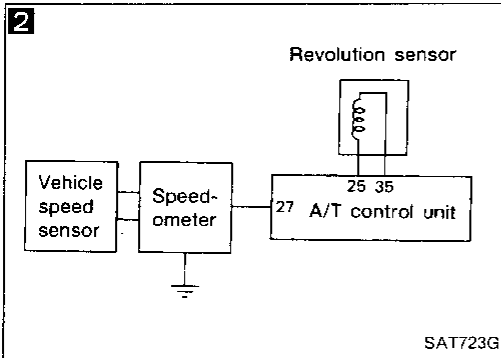 2
Revolution sensor
25 35
Vehicle
speed
sensor
Speed-
ometer
27 A/T control unit
SAT723G